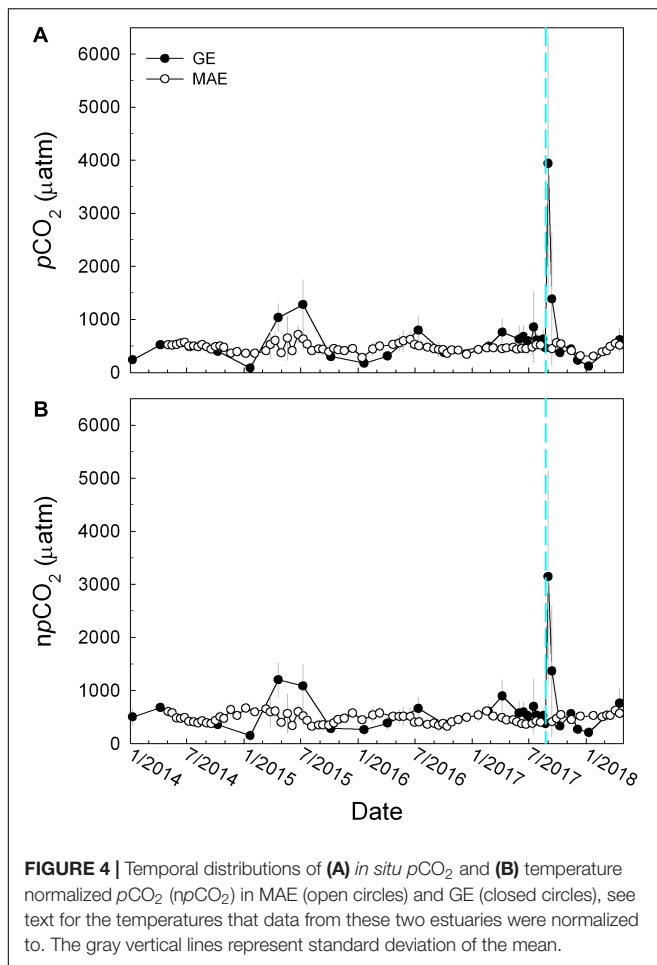 A
GE
MAE
6000
5000
4000
3000
2000
1000
0
pCO₂ (µatm)
B
6000
5000
4000
3000
2000
1000
0
npCO₂ (µatm)
1/2014
7/2014
1/2015
7/2015
1/2016
7/2016
1/2017
7/2017
1/2018
Date
FIGURE 4 | Temporal distributions of (A) in situ pCO₂ and (B) temperature
normalized pCO₂ (npCO₂) in MAE (open circles) and GE (closed circles), see
text for the temperatures that data from these two estuaries were normalized
to. The gray vertical lines represent standard deviation of the mean.